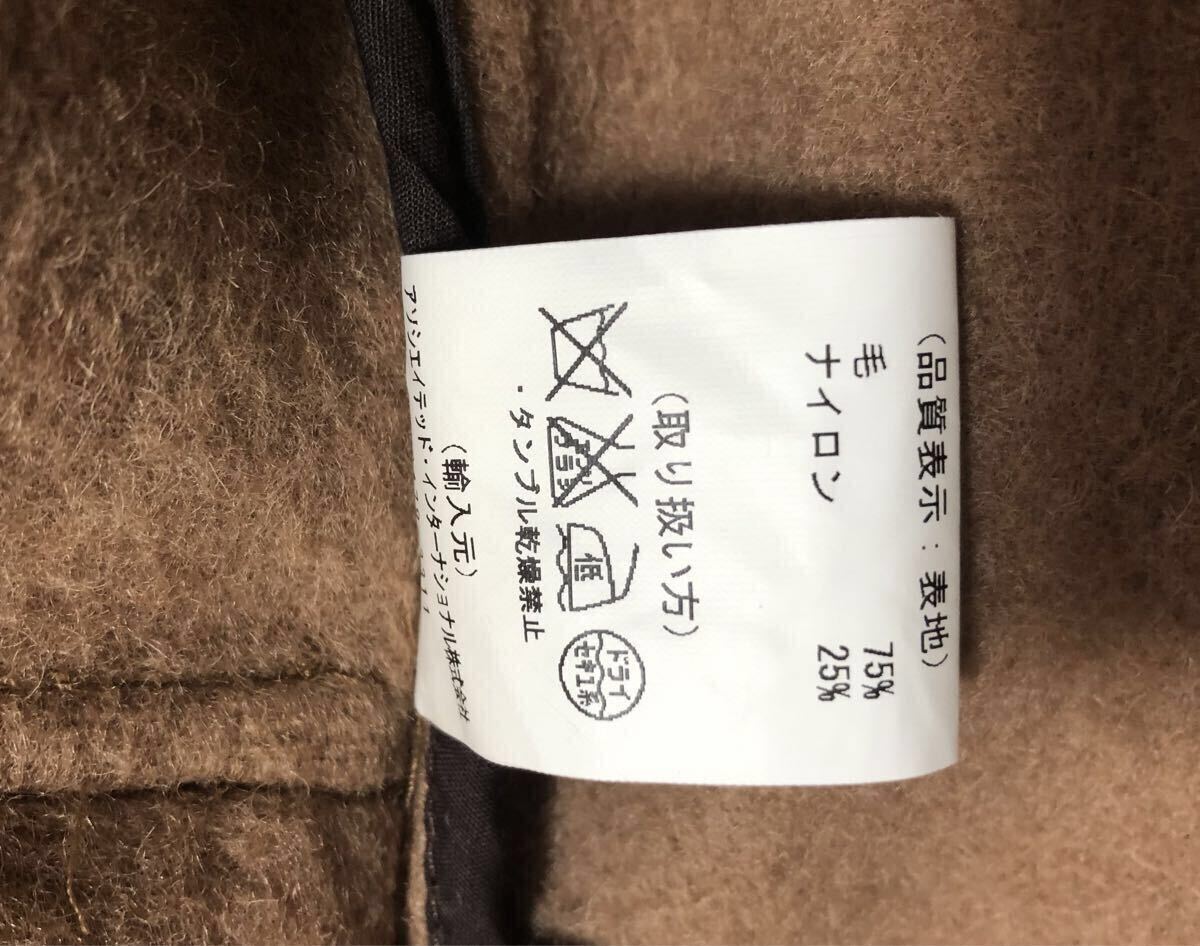 (品質表示:表地)
毛 75%
ナイロン 25%
(取り扱い方)
低
ドライ
セキユ系
・タンブル乾燥禁止
(輸入元)
アソシエイテッド・インターナショナル株式会社